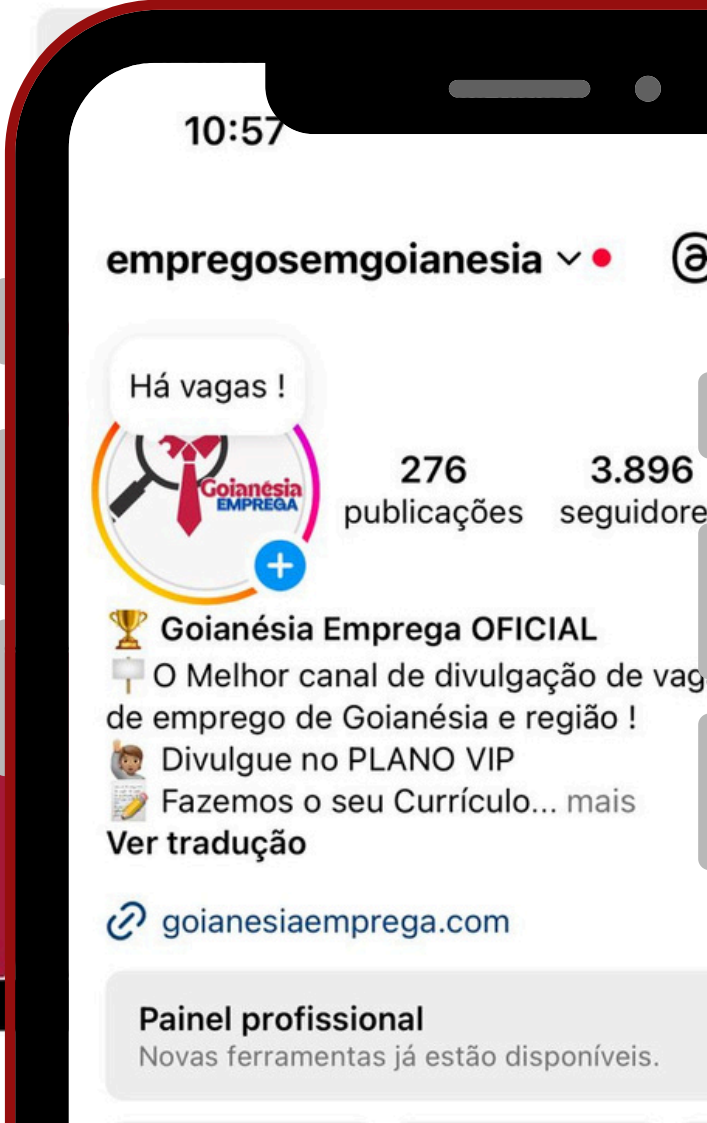 10:57
empregosemgoianesia
Há vagas !
Goianésia
EMPREGA
276
publicações
3.896
seguidore
🏆 Goianésia Emprega OFICIAL
🪧 O Melhor canal de divulgação de vag
de emprego de Goianésia e região !
🙋🏽 Divulgue no PLANO VIP
📝 Fazemos o seu Currículo... mais
Ver tradução
goianesiaemprega.com
Painel profissional
Novas ferramentas já estão disponíveis.